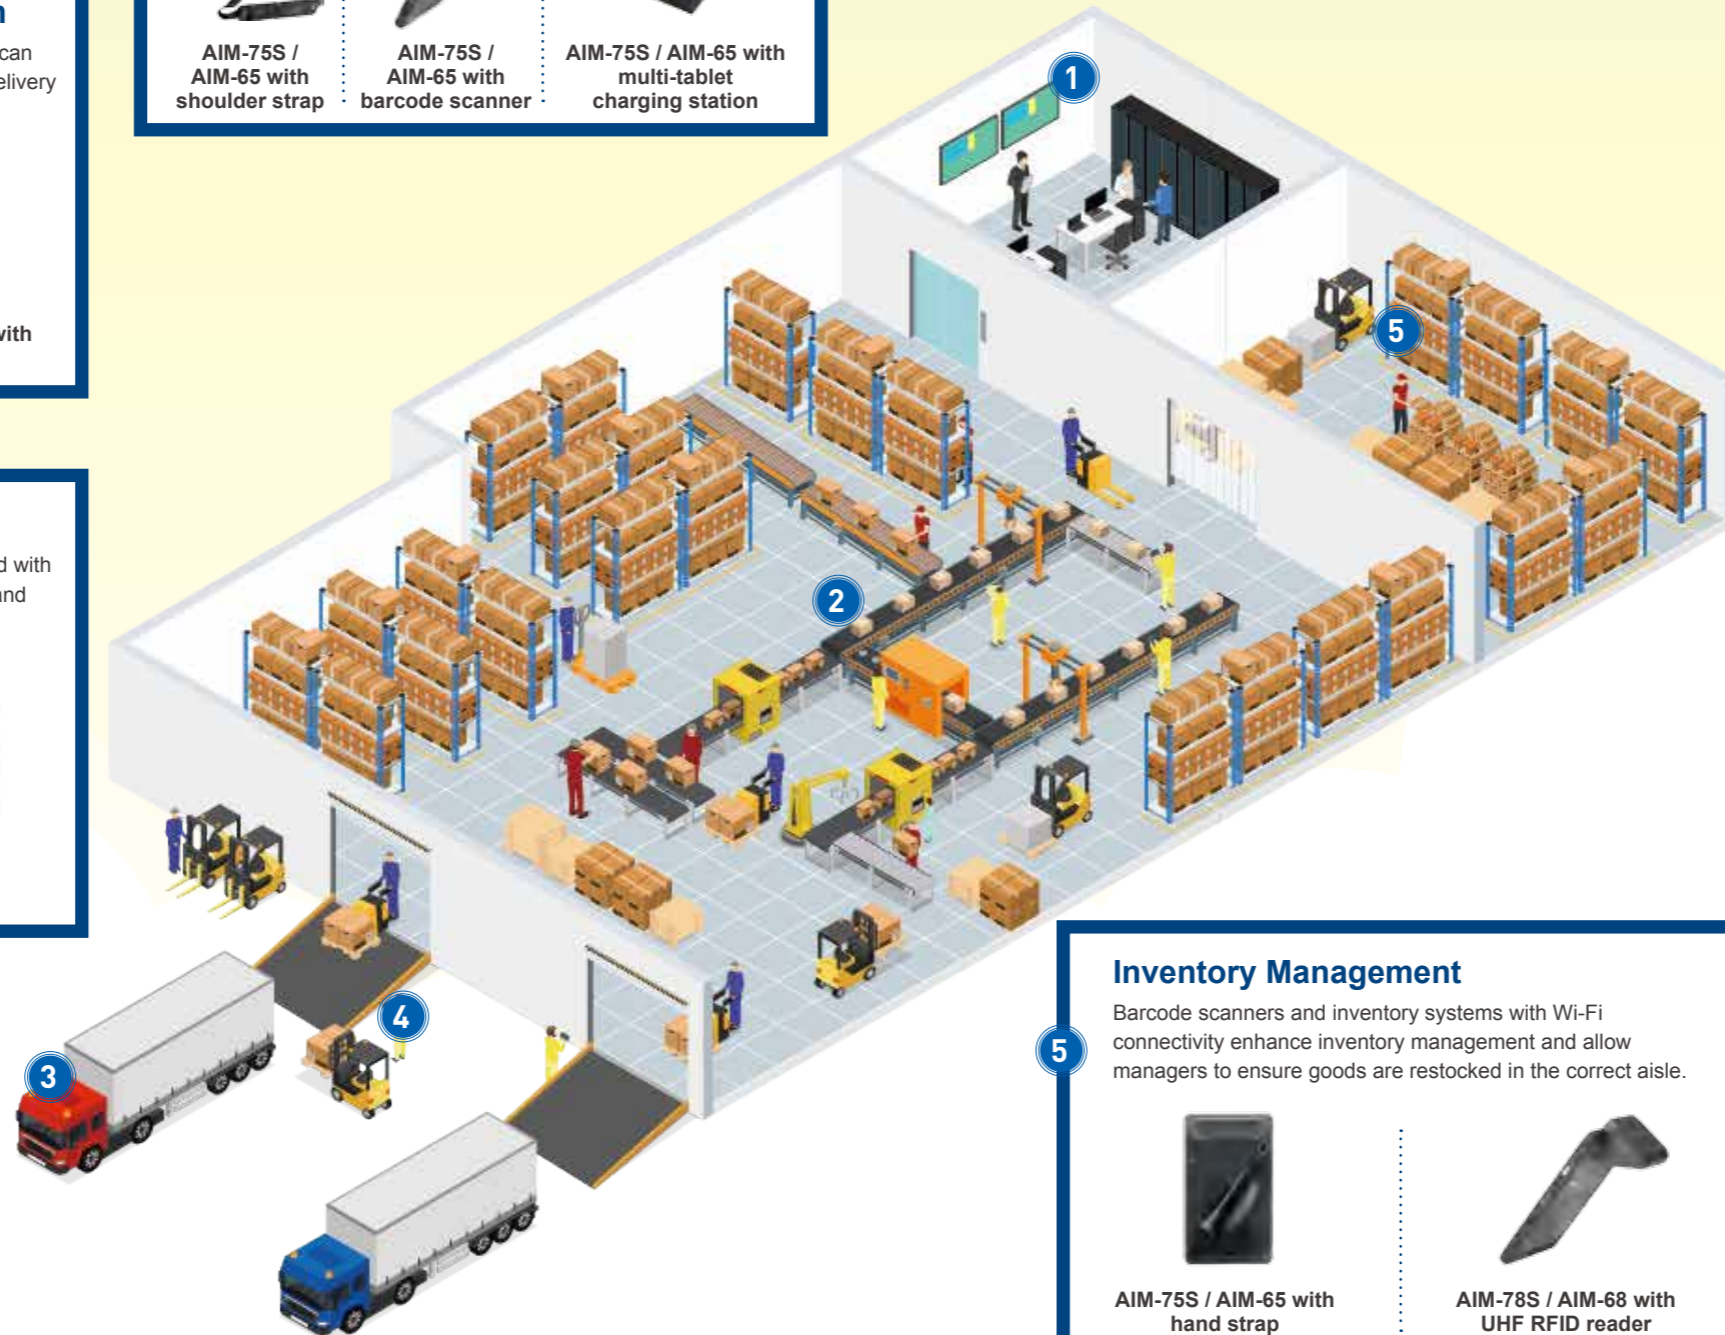 can
AIM-75S /
AIM-65 with
shoulder strap
AIM-75S /
AIM-65 with
barcode scanner
AIM-75S / AIM-65 with
multi-tablet
charging station
with
and
1
5
2
4
3
Inventory Management
5
Barcode scanners and inventory systems with Wi-Fi
connectivity enhance inventory management and allow
managers to ensure goods are restocked in the correct aisle.
AIM-75S / AIM-65 with
hand strap
AIM-78S / AIM-68 with
UHF RFID reader